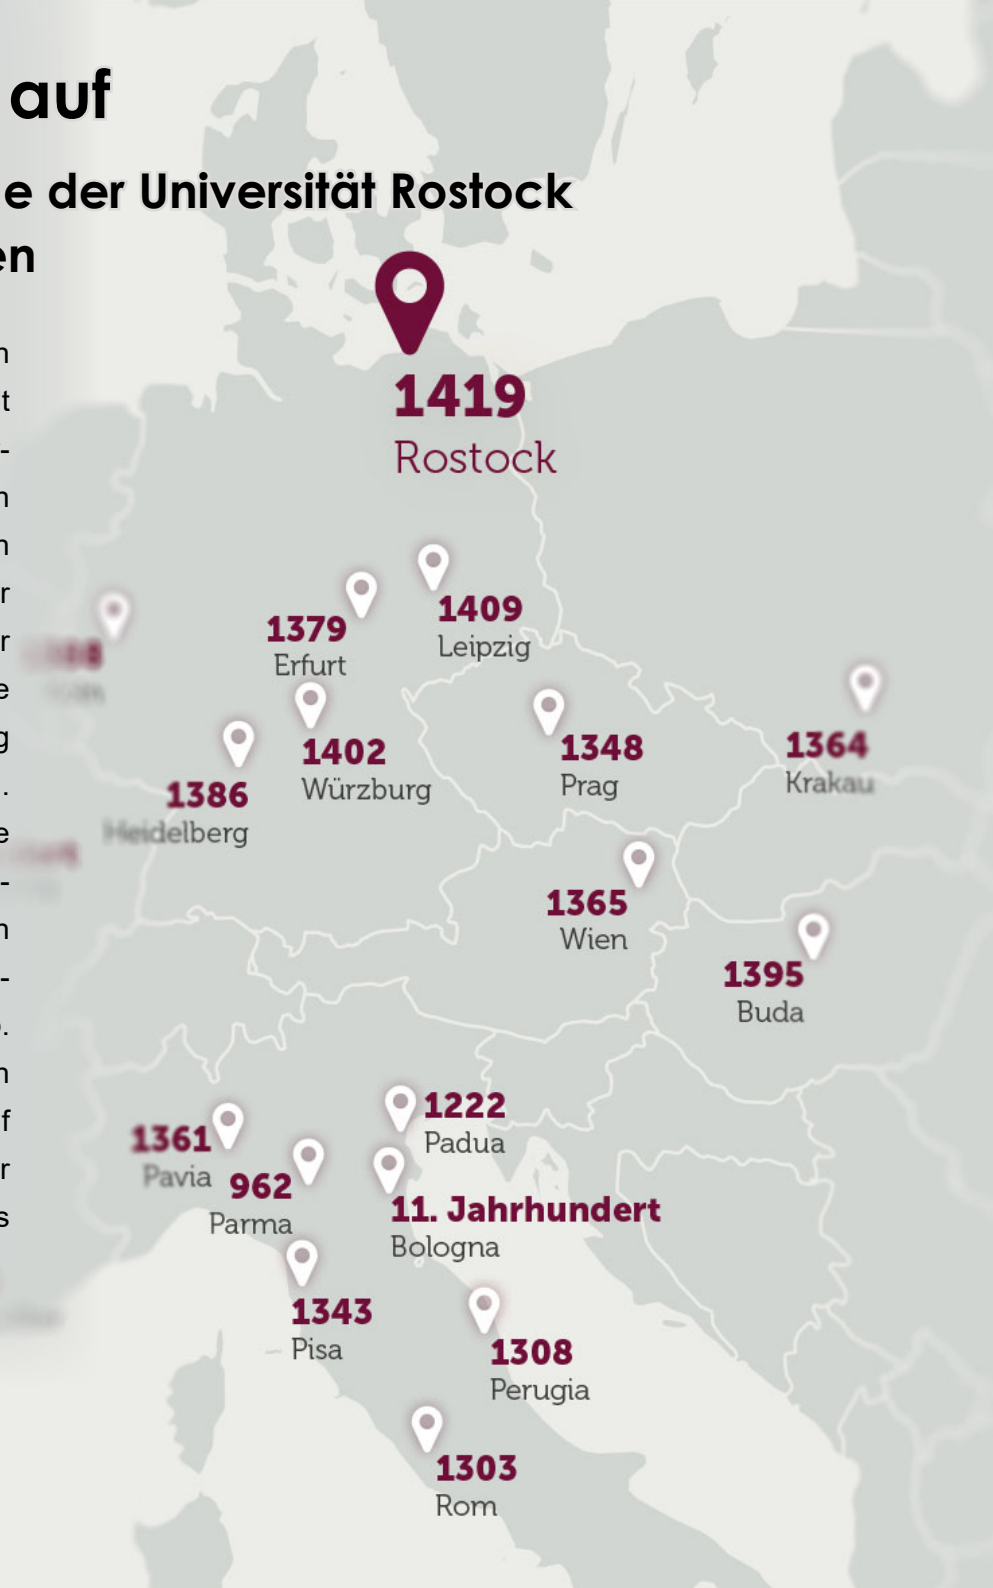 auf
e der Universität Rostock
en
n
t
-
n
n
r
r
e
g
.
e
-
n
-
.
n
f
r
s
1419
Rostock
1409
Leipzig
1379
Erfurt
1402
Würzburg
1348
Prag
1364
Krakau
1386
Heidelberg
1365
Wien
1395
Buda
1222
Padua
1361
Pavia
962
Parma
11. Jahrhundert
Bologna
1343
Pisa
1308
Perugia
1303
Rom